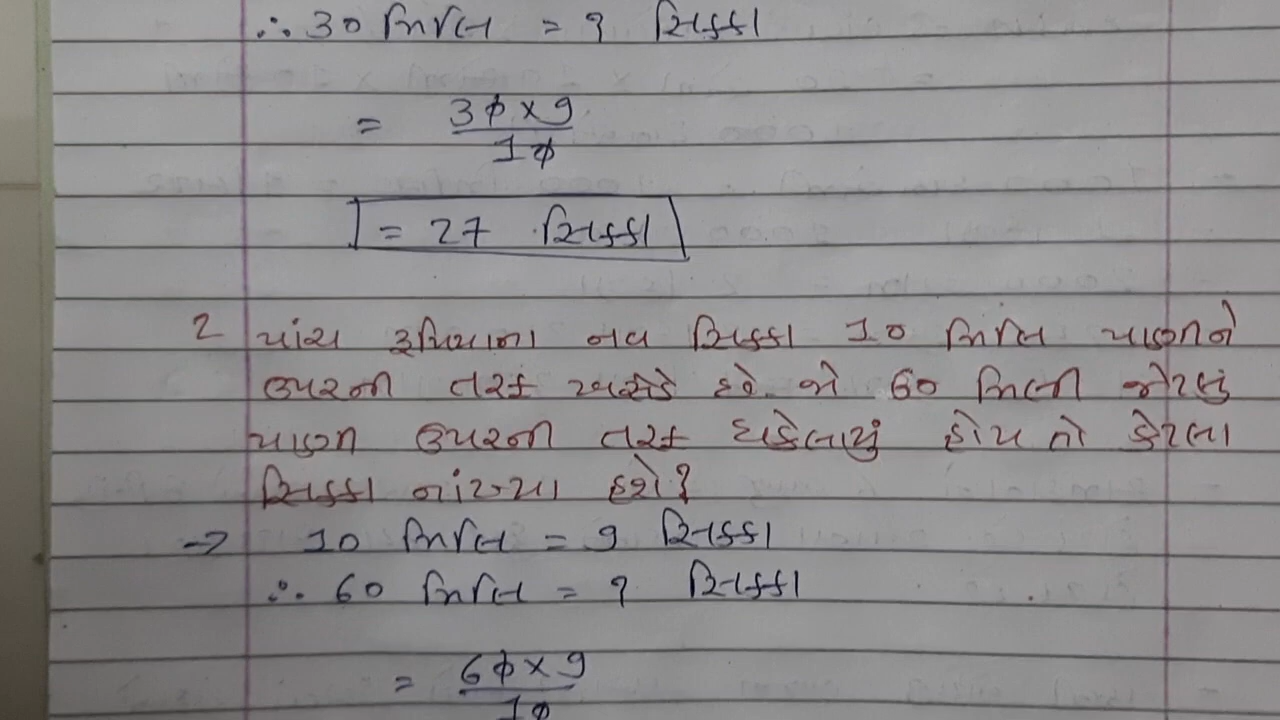 ∴ 30 મિલિ = ? સિક્કા
= 30 x 9
10
= 27 સિક્કા
2 પાંચ રૂપિયાના નવ સિક્કા 10 મિલિ પાણીને
ઉપરની તરફ ખસેડે છે. જો 60 મિલી જેટલું
પાણી ઉપરની તરફ ધકેલાયું હોય તો કેટલા
સિક્કા નાંખ્યા હશે?
→ 10 મિલિ = 9 સિક્કા
∴ 60 મિલિ = ? સિક્કા
= 60 x 9
10